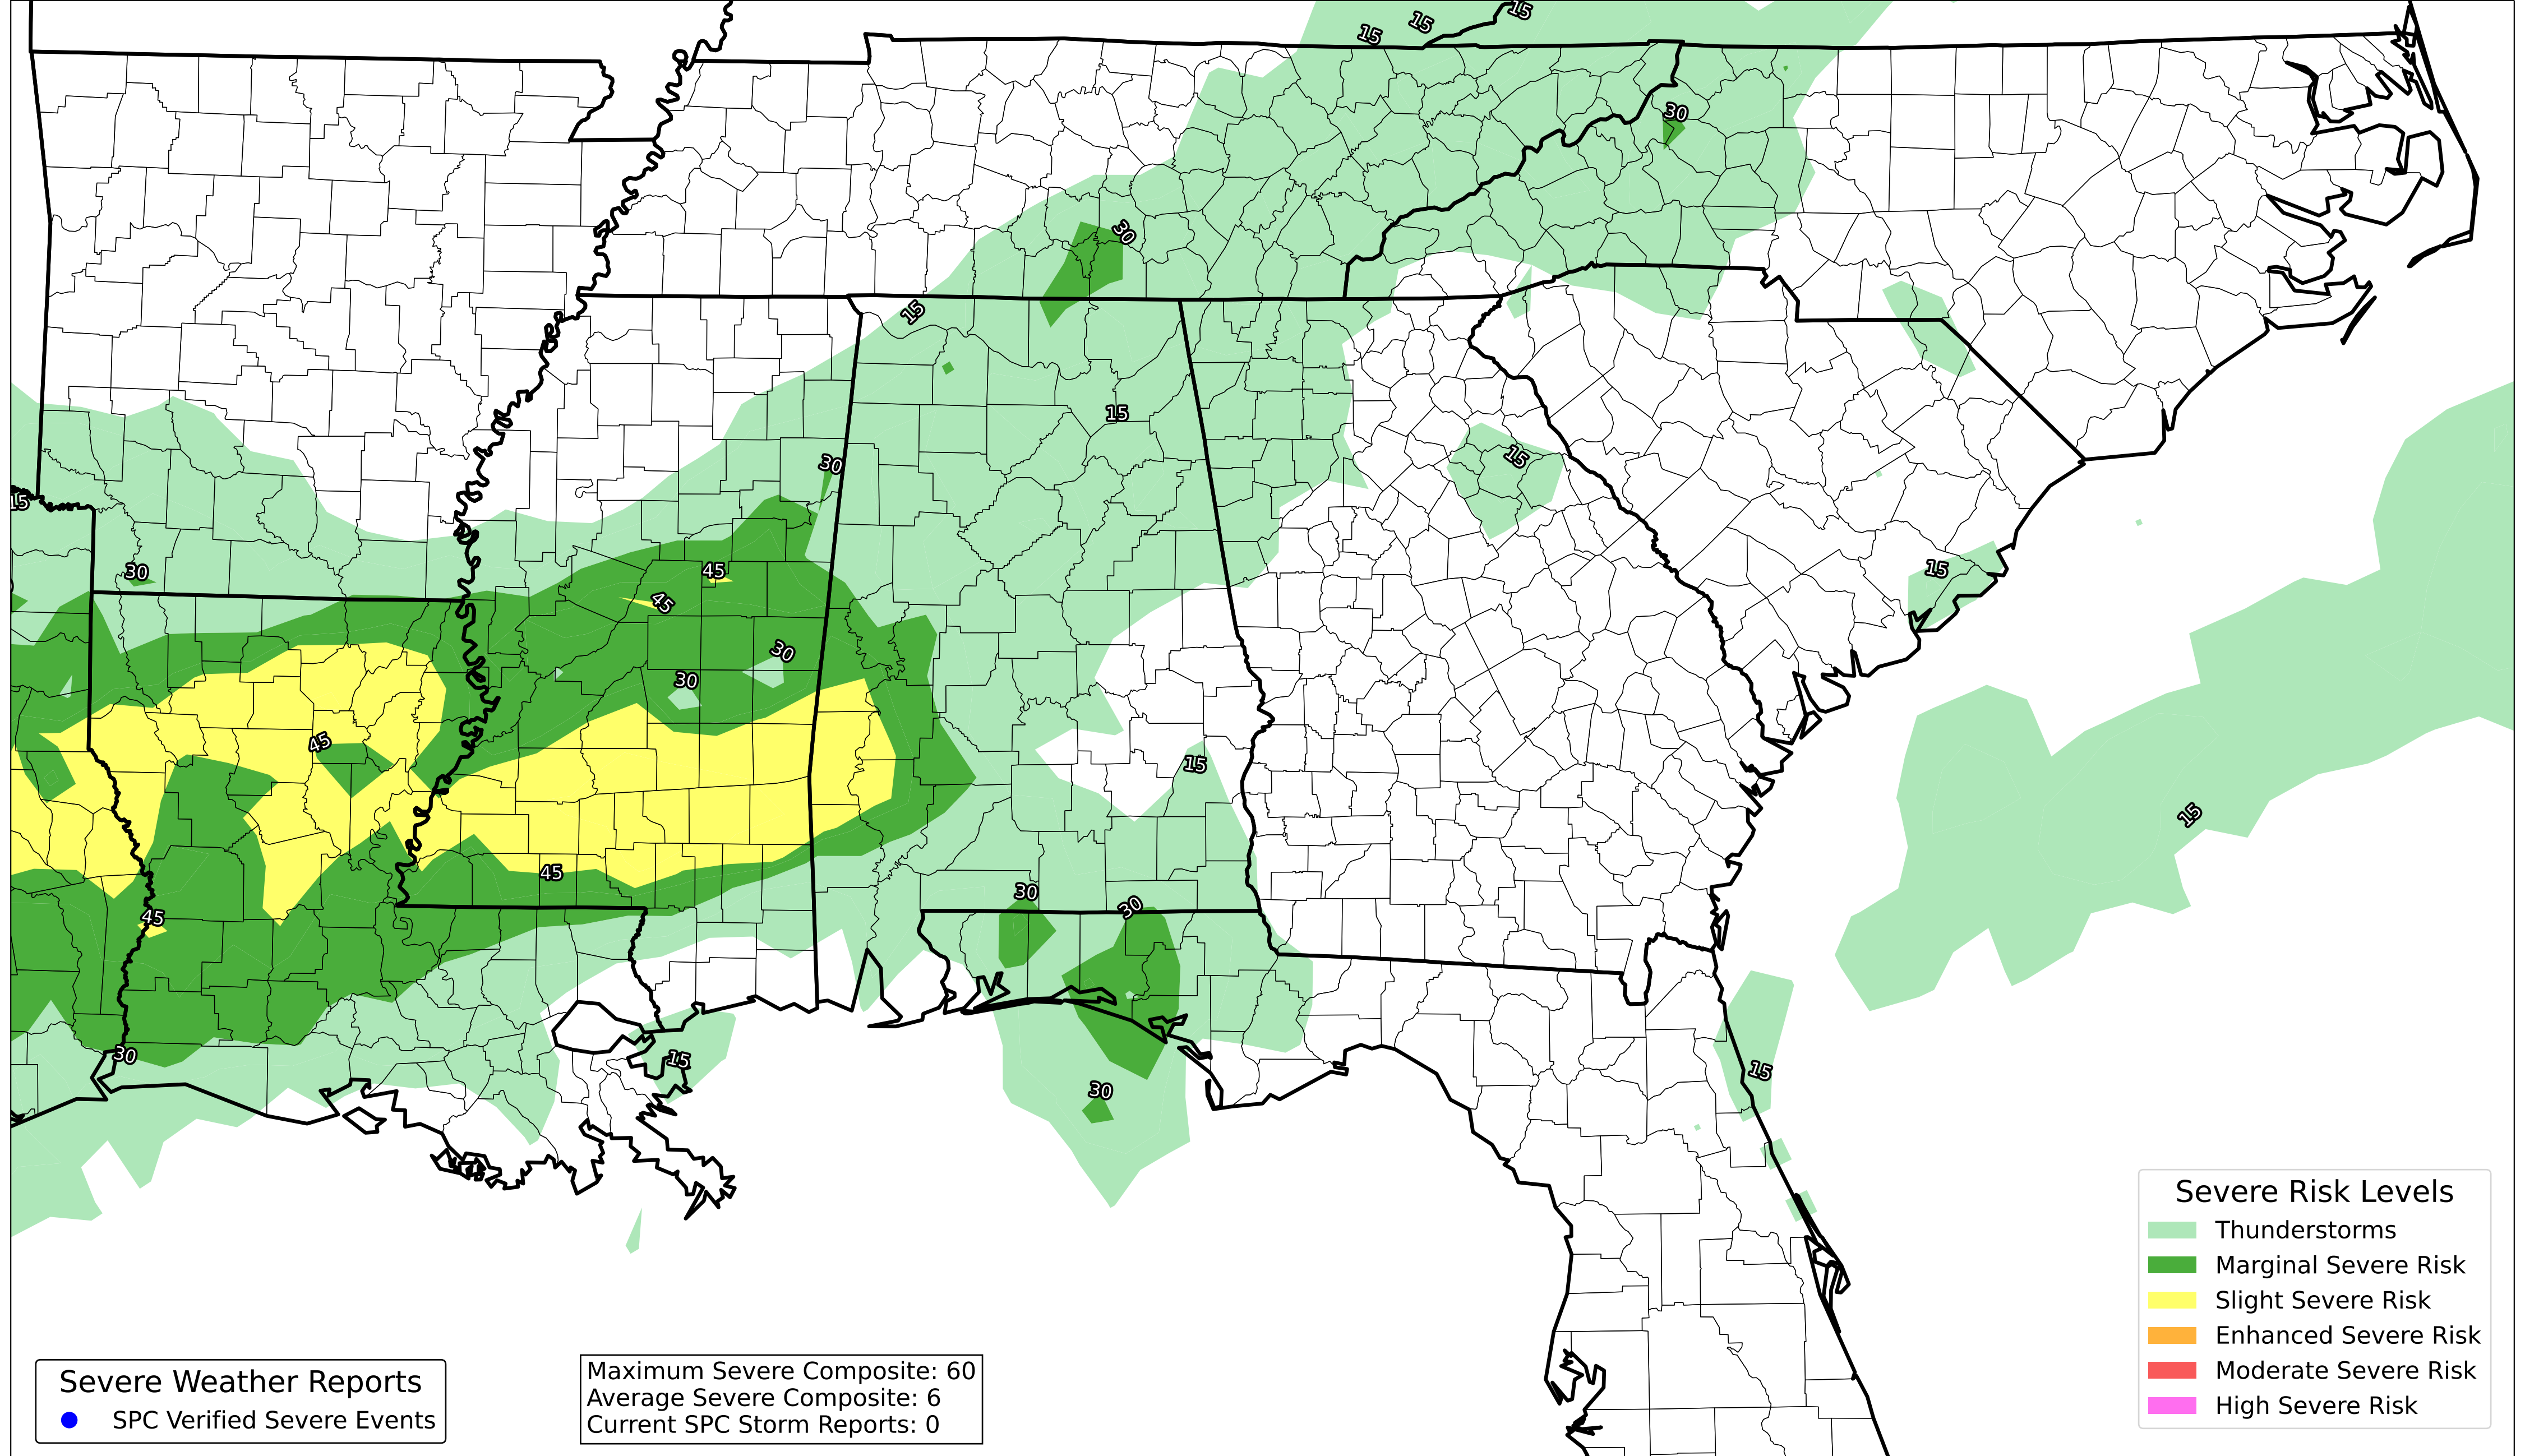 15
15
15
30
30
15
15
30
15
15
30
45
15
45
30
30
45
15
15
45
30
30
45
30
15
15
30
Severe Risk Levels
Thunderstorms
Marginal Severe Risk
Slight Severe Risk
Enhanced Severe Risk
Moderate Severe Risk
High Severe Risk
Severe Weather Reports
SPC Verified Severe Events
Maximum Severe Composite: 60
Average Severe Composite: 6
Current SPC Storm Reports: 0